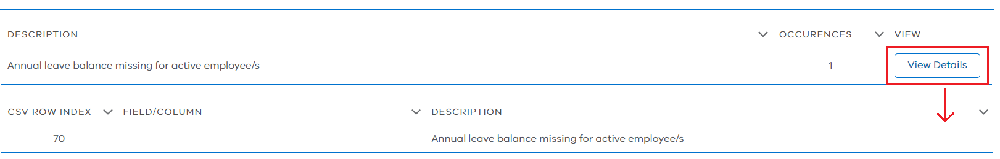 DESCRIPTION OCCURENCES VIEW
Annual leave balance missing for active employee/s 1 View Details
CSV ROW INDEX FIELD/COLUMN DESCRIPTION
70 Annual leave balance missing for active employee/s